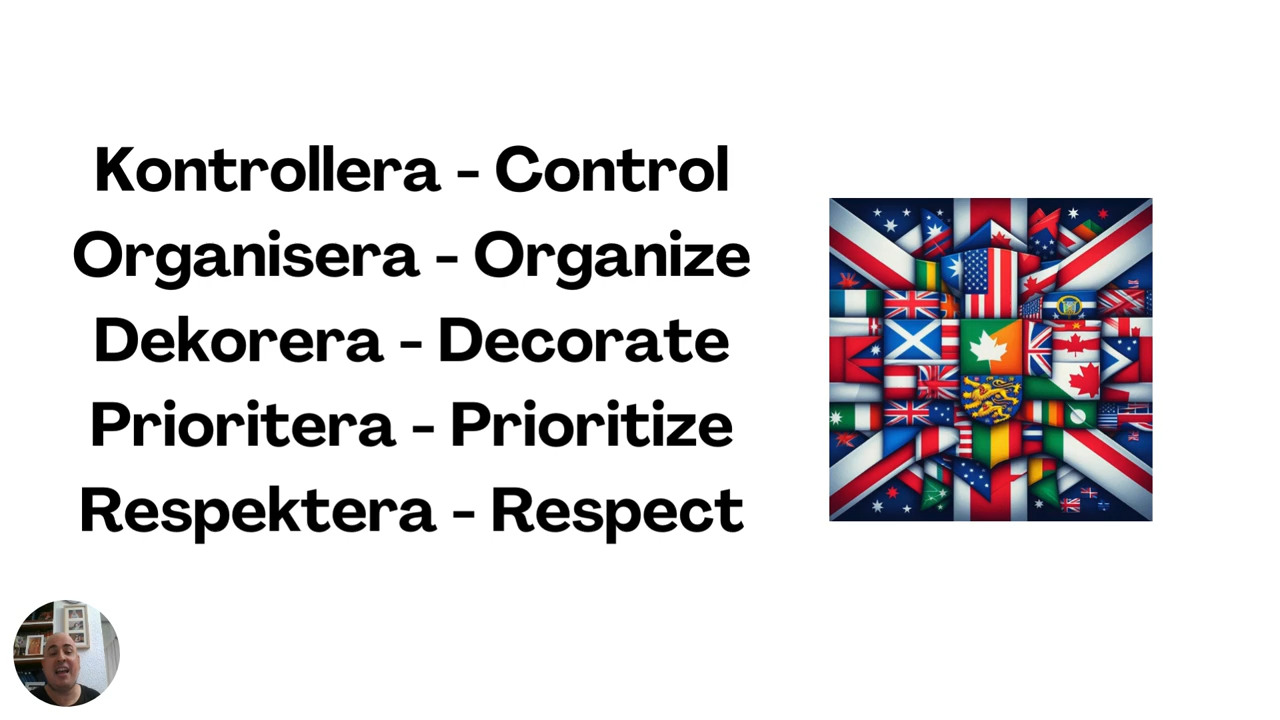 Kontrollera - Control
Organisera - Organize
Dekorera - Decorate
Prioritera - Prioritize
Respektera - Respect